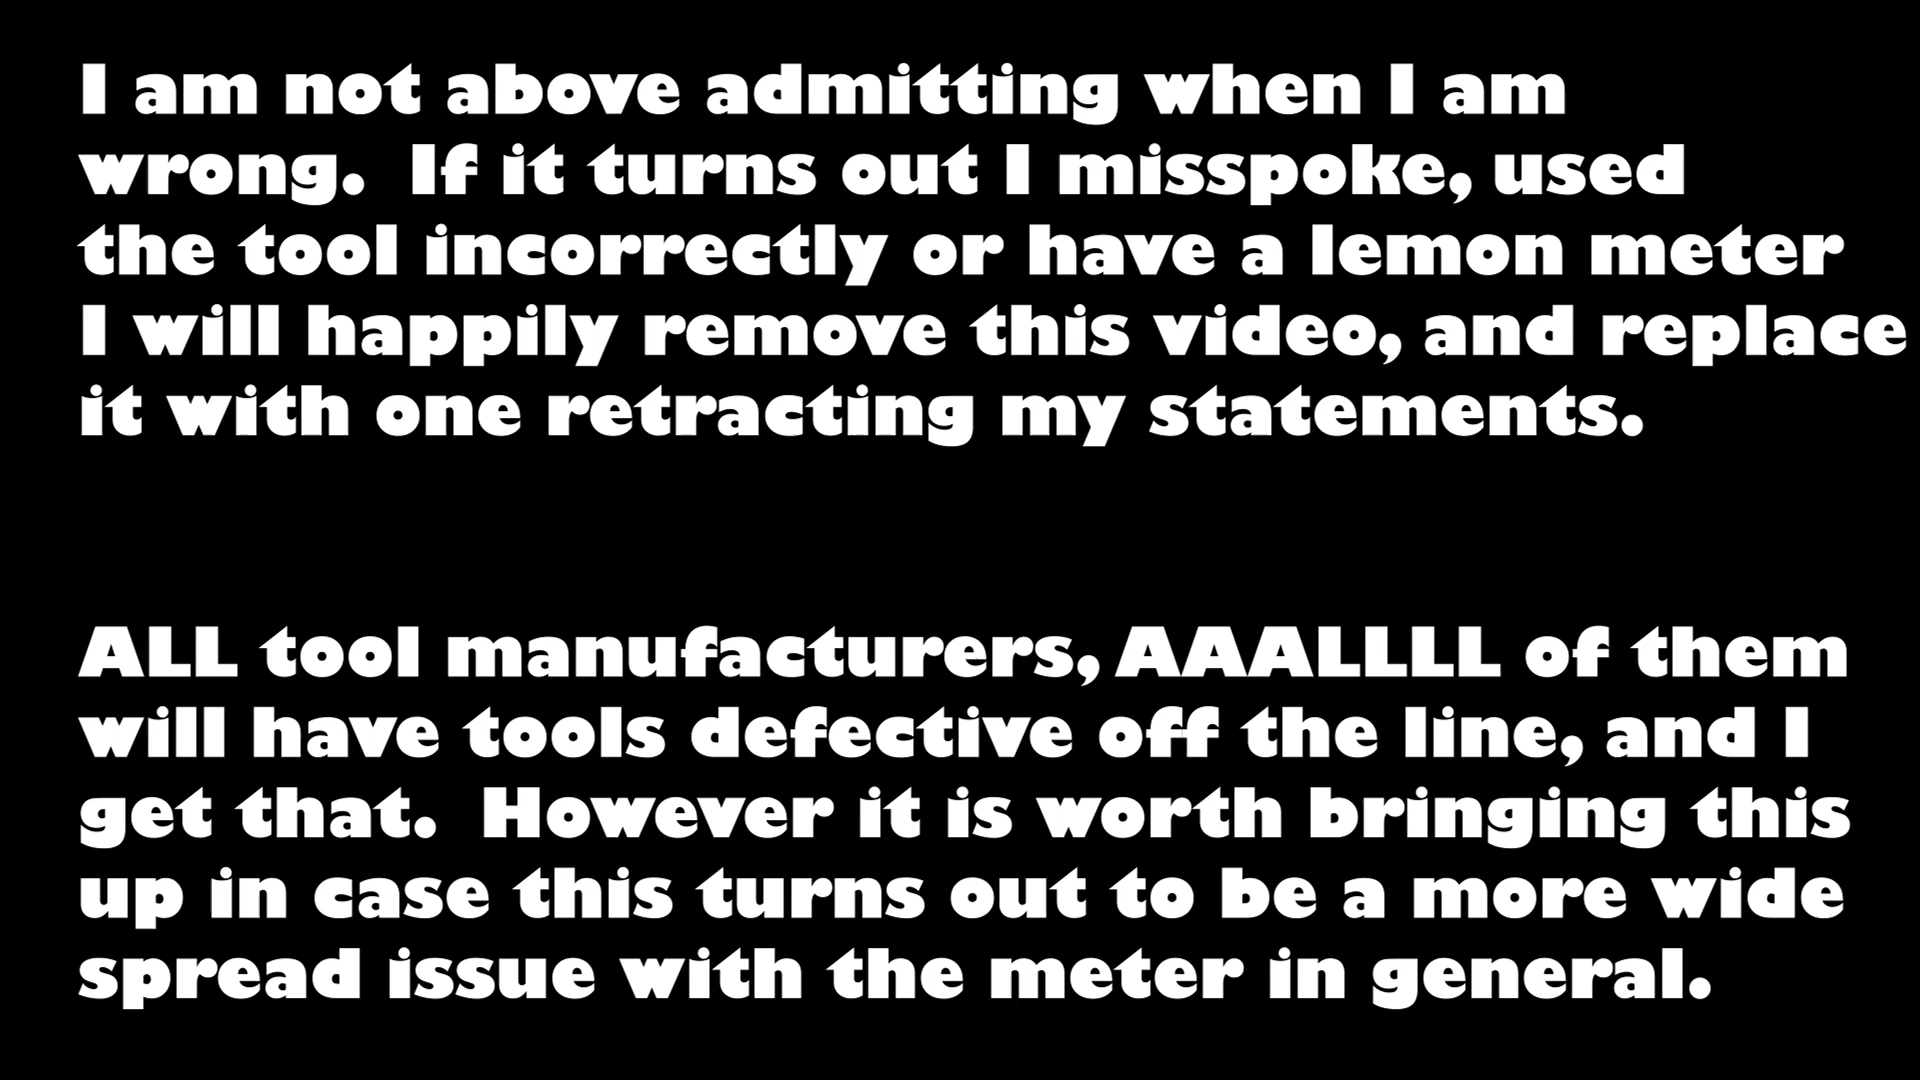 I am not above admitting when I am
wrong.  If it turns out I misspoke, used
the tool incorrectly or have a lemon meter
I will happily remove this video, and replace
it with one retracting my statements.
ALL tool manufacturers, AAALLLL of them
will have tools defective off the line, and I
get that.  However it is worth bringing this
up in case this turns out to be a more wide
spread issue with the meter in general.